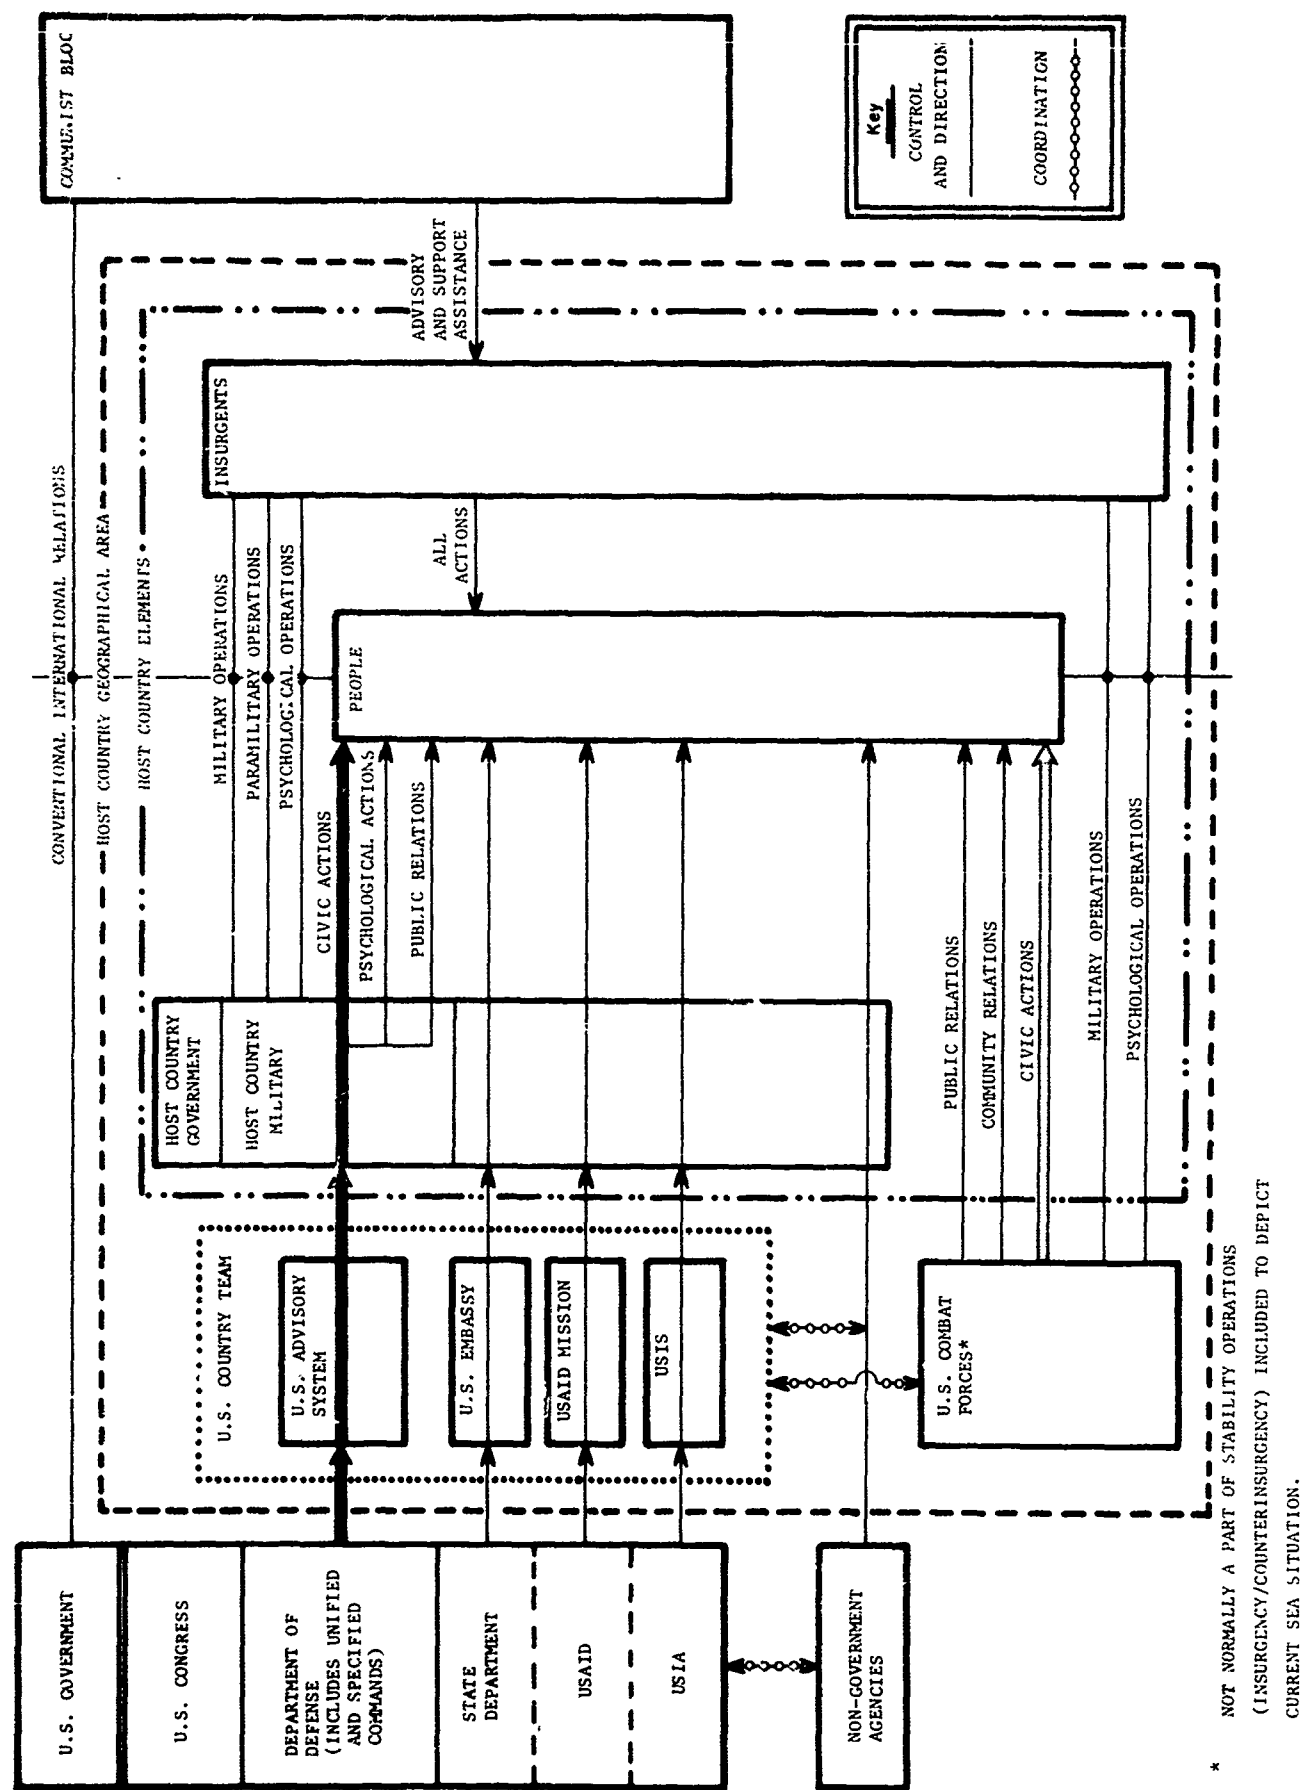 U.S. GOVERNMENT
U.S. CONGRESS
DEPARTMENT OF
DEFENSE
(INCLUDES UNIFIED
AND SPECIFIED
COMMANDS)
STATE
DEPARTMENT
USAID
USIA
NON-GOVERNMENT
AGENCIES
U.S. COUNTRY TEAM
U.S. ADVISORY
SYSTEM
U.S. EMBASSY
USAID MISSION
USIS
U.S. COMBAT
FORCES*
HOST COUNTRY
GOVERNMENT
HOST COUNTRY
MILITARY
CONVENTIONAL INTERNATIONAL RELATIONS
HOST COUNTRY GEOGRAPHICAL AREA
HOST COUNTRY ELEMENTS
MILITARY OPERATIONS
PARAMILITARY OPERATIONS
PSYCHOLOGICAL OPERATIONS
CIVIC ACTIONS
PSYCHOLOGICAL ACTIONS
PUBLIC RELATIONS
PUBLIC RELATIONS
COMMUNITY RELATIONS
CIVIC ACTIONS
MILITARY OPERATIONS
PSYCHOLOGICAL OPERATIONS
PEOPLE
ALL
ACTIONS
INSURGENTS
ADVISORY
AND SUPPORT
ASSISTANCE
COMMUNIST BLOC
Key
CONTROL
AND DIRECTION
COORDINATION
* NOT NORMALLY A PART OF STABILITY OPERATIONS
(INSURGENCY/COUNTERINSURGENCY) INCLUDED TO DEPICT
CURRENT SEA SITUATION.